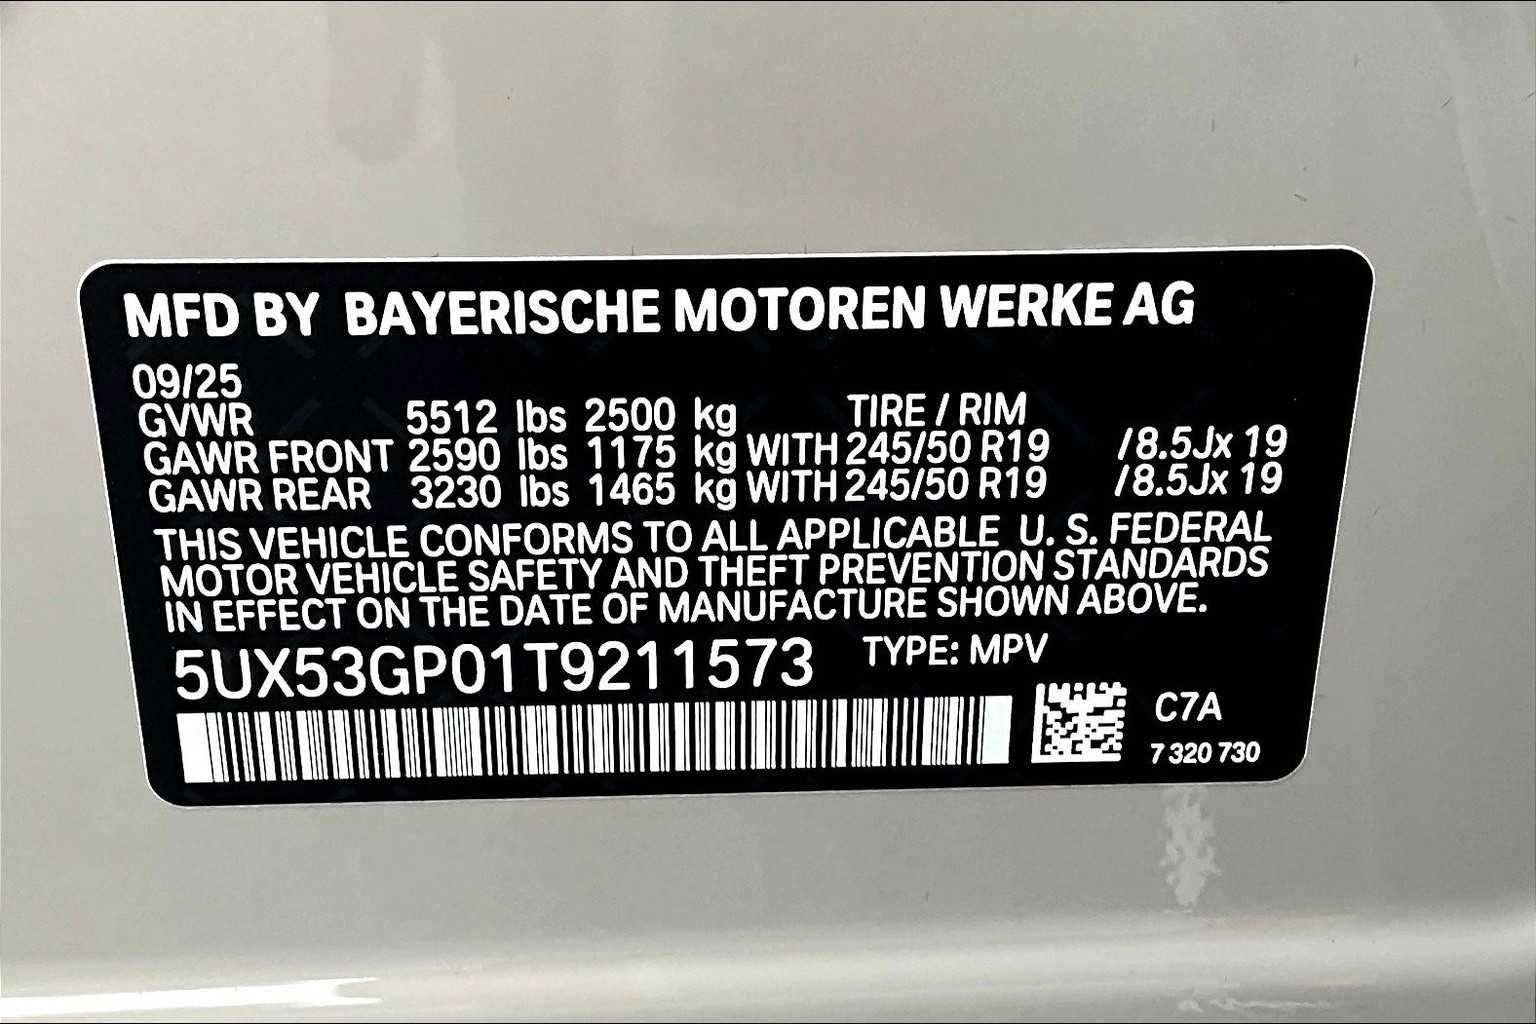 MFD BY BAYERISCHE MOTOREN WERKE AG
09/25
GVWR 5512 lbs 2500 kg TIRE / RIM
GAWR FRONT 2590 lbs 1175 kg WITH 245/50 R19 /8.5Jx 19
GAWR REAR 3230 lbs 1465 kg WITH 245/50 R19 /8.5Jx 19
THIS VEHICLE CONFORMS TO ALL APPLICABLE U. S. FEDERAL
MOTOR VEHICLE SAFETY AND THEFT PREVENTION STANDARDS
IN EFFECT ON THE DATE OF MANUFACTURE SHOWN ABOVE.
5UX53GP01T9211573 TYPE: MPV
C7A
7 320 730